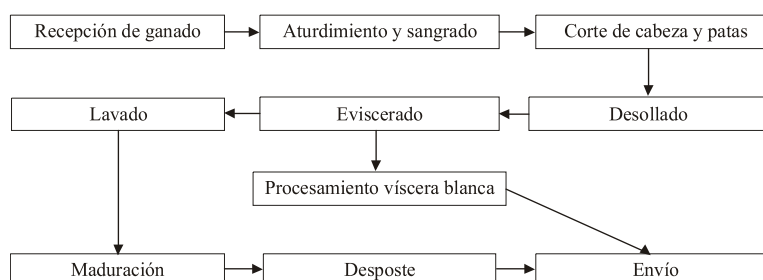 Recepción de ganado
Aturdimiento y sangrado
Corte de cabeza y patas
Lavado
Eviscerado
Desollado
Procesamiento víscera blanca
Maduración
Desposte
Envío